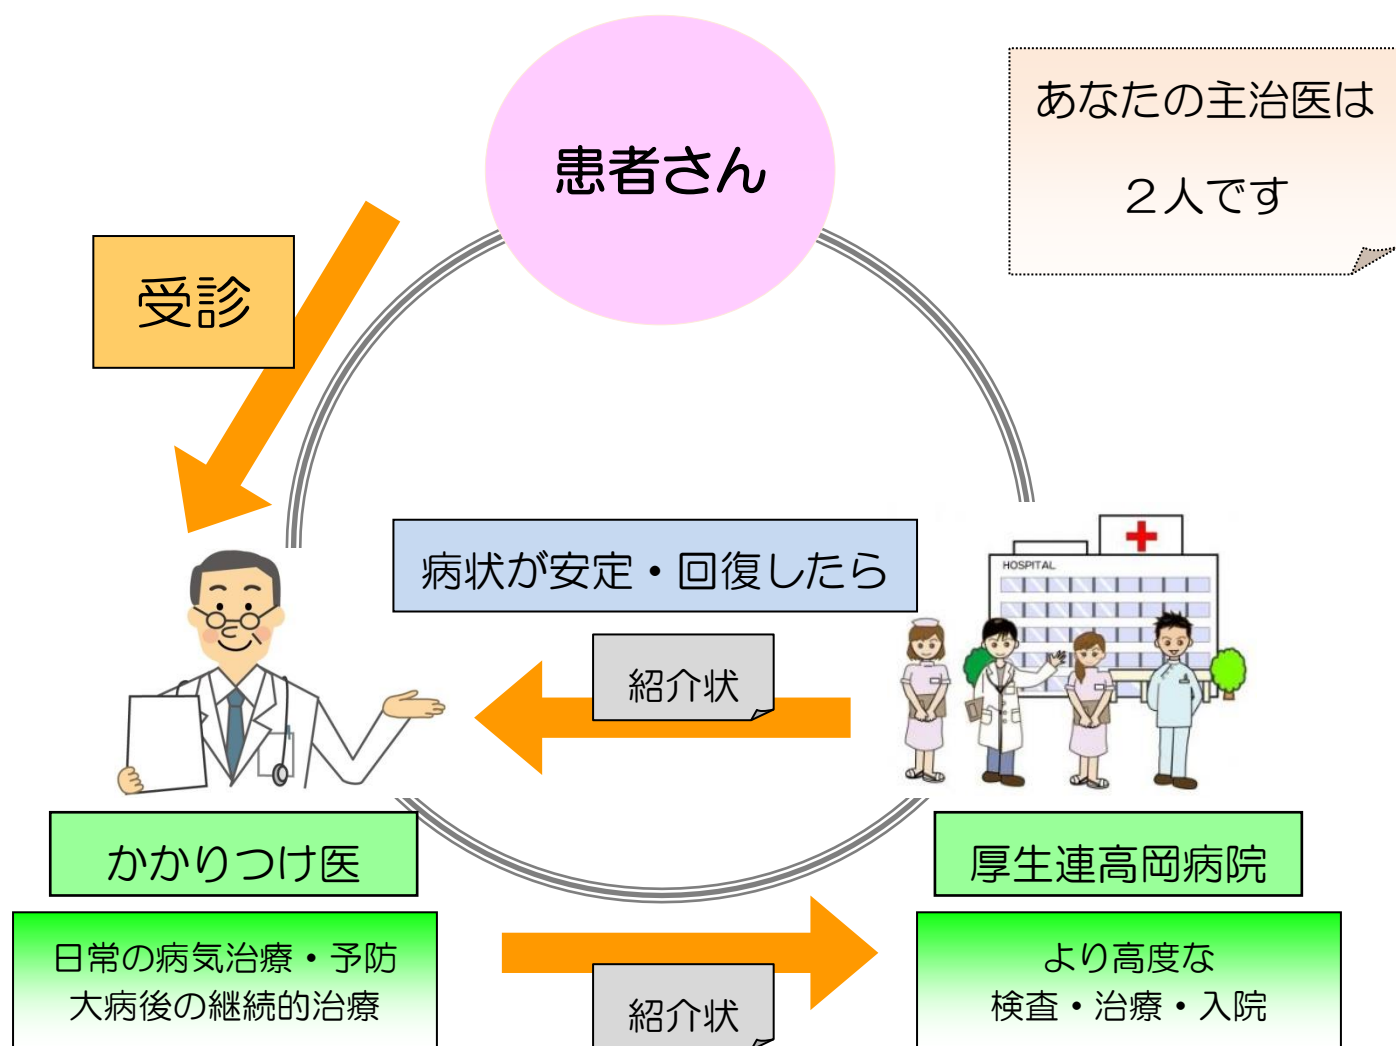 患者さん
あなたの主治医は
２人です
受診
病状が安定・回復したら
HOSPITAL
紹介状
かかりつけ医
厚生連高岡病院
日常の病気治療・予防
大病後の継続的治療
紹介状
より高度な
検査・治療・入院